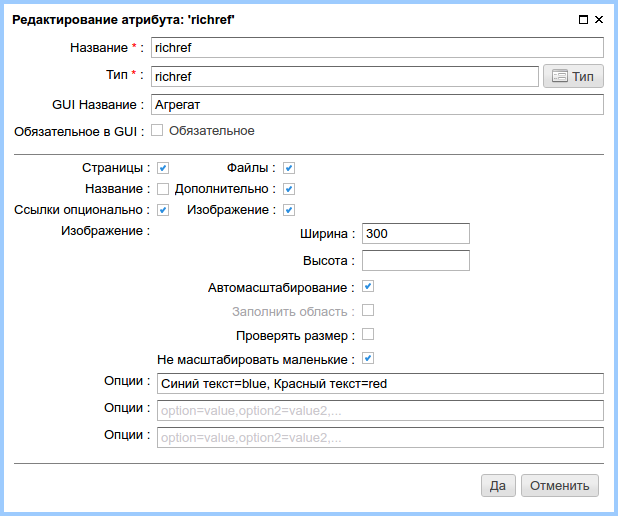 Редактирование атрибута: 'richref'
Название * : richref
Тип * : richref Тип
GUI Название : Агрегат
Обязательное в GUI : Обязательное
Страницы : Файлы :
Название : Дополнительно :
Ссылки опционально : Изображение :
Изображение : Ширина : 300
Высота :
Автомасштабирование :
Заполнить область :
Проверять размер :
Не масштабировать маленькие :
Опции : Синий текст=blue, Красный текст=red
Опции : option=value,option2=value2,...
Опции : option=value,option2=value2,...
Да Отменить